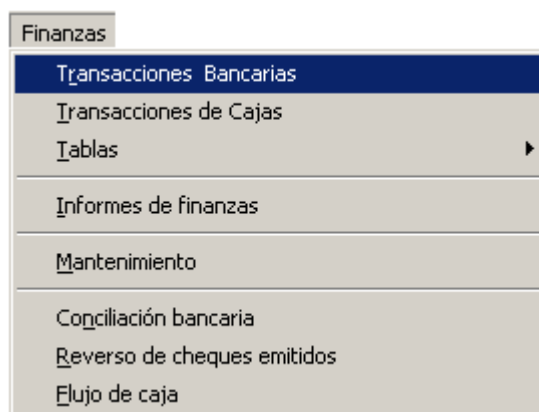 Finanzas
Transacciones Bancarias
Transacciones de Cajas
Tablas
Informes de finanzas
Mantenimiento
Conciliación bancaria
Reverso de cheques emitidos
Flujo de caja